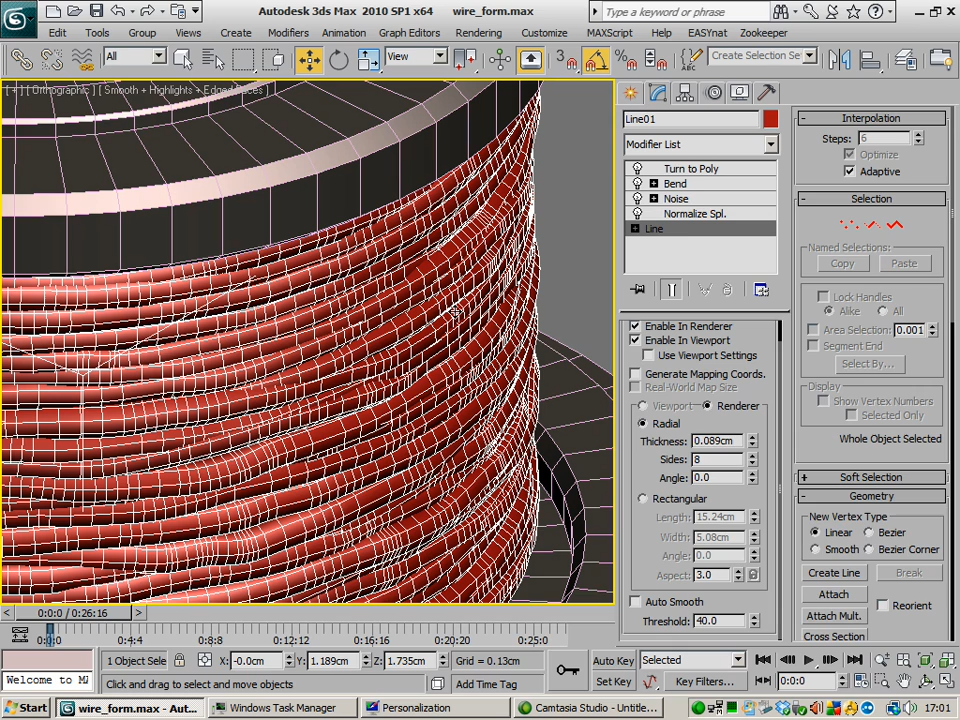 Autodesk 3ds Max 2010 SP1 x64 wire_form.max
Type a keyword or phrase
Edit Tools Group Views Create Modifiers Animation Graph Editors Rendering Customize MAXScript Help EASYnat Zookeeper
All View 3 Create Selection Se
[ + ] [ Orthographic ] [ Smooth + Highlights + Edged Faces ]
Line01
Modifier List
Turn to Poly
Bend
Noise
Normalize Spl.
Line
Enable In Renderer
Enable In Viewport
Use Viewport Settings
Generate Mapping Coords.
Real-World Map Size
Viewport Renderer
Radial
Thickness: 0.089cm
Sides: 8
Angle: 0.0
Rectangular
Length: 15.24cm
Width: 5.08cm
Angle: 0.0
Aspect: 3.0
Auto Smooth
Threshold: 40.0
- Interpolation
Steps: 6
Optimize
Adaptive
- Selection
Named Selections:
Copy Paste
Lock Handles
Alike All
Area Selection: 0.001
Segment End
Select By...
Display
Show Vertex Numbers
Selected Only
Whole Object Selected
+ Soft Selection
- Geometry
New Vertex Type
Linear Bezier
Smooth Bezier Corner
Create Line Break
Attach Reorient
Attach Mult.
Cross Section
< 0:0:0 / 0:26:16 >
0:0:0 0:4:4 0:8:8 0:12:12 0:16:16 0:20:20 0:25:0
1 Object Sele X: -0.0cm Y: 1.189cm Z: 1.735cm Grid = 0.13cm Auto Key Selected
Welcome to MA Click and drag to select and move objects Add Time Tag Set Key Key Filters... 0:0:0
Start wire_form.max - Aut... Windows Task Manager Personalization Camtasia Studio - Untitle... 17:01